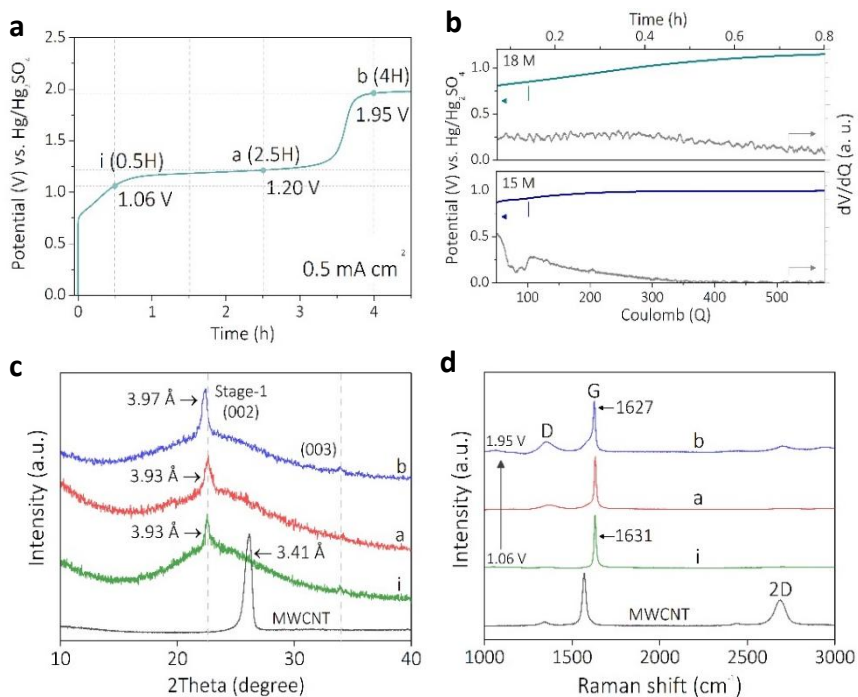 a
Potential (V) vs. Hg/Hg₂SO₄
2.5
2.0
1.5
1.0
0.5
0.0
b (4H)
1.95 V
i (0.5H)
a (2.5H)
1.06 V
1.20 V
0.5 mA cm²
0 1 2 3 4
Time (h)
b
Time (h)
0.2 0.4 0.6 0.8
Potential (V) vs. Hg/Hg₂SO₄
dV/dQ (a. u.)
18 M
1.0
0.5
0.0
15 M
1.0
0.5
0.0
100 200 300 400 500
Coulomb (Q)
c
Intensity (a.u.)
3.97 Å → Stage-1
(002)
(003)
b
3.93 Å →
a
3.93 Å →
← 3.41 Å
i
MWCNT
10 20 30 40
2Theta (degree)
d
Intensity (a.u.)
G
D
←1627
1.95 V
b
a
←1631
1.06 V
i
2D
MWCNT
1000 1500 2000 2500 3000
Raman shift (cm⁻¹)